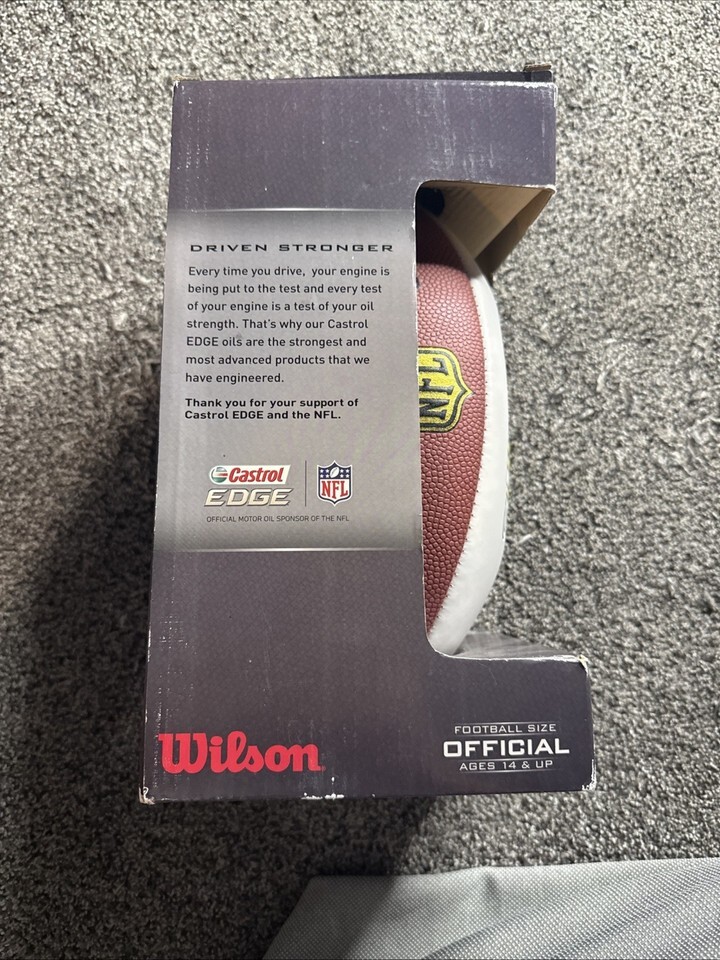 DRIVEN STRONGER
Every time you drive, your engine is
being put to the test and every test
of your engine is a test of your oil
strength. That's why our Castrol
EDGE oils are the strongest and
most advanced products that we
have engineered.
Thank you for your support of
Castrol EDGE and the NFL.
NFL
Castrol
EDGE
NFL
OFFICIAL MOTOR OIL SPONSOR OF THE NFL
Wilson
FOOTBALL SIZE
OFFICIAL
AGES 14 & UP